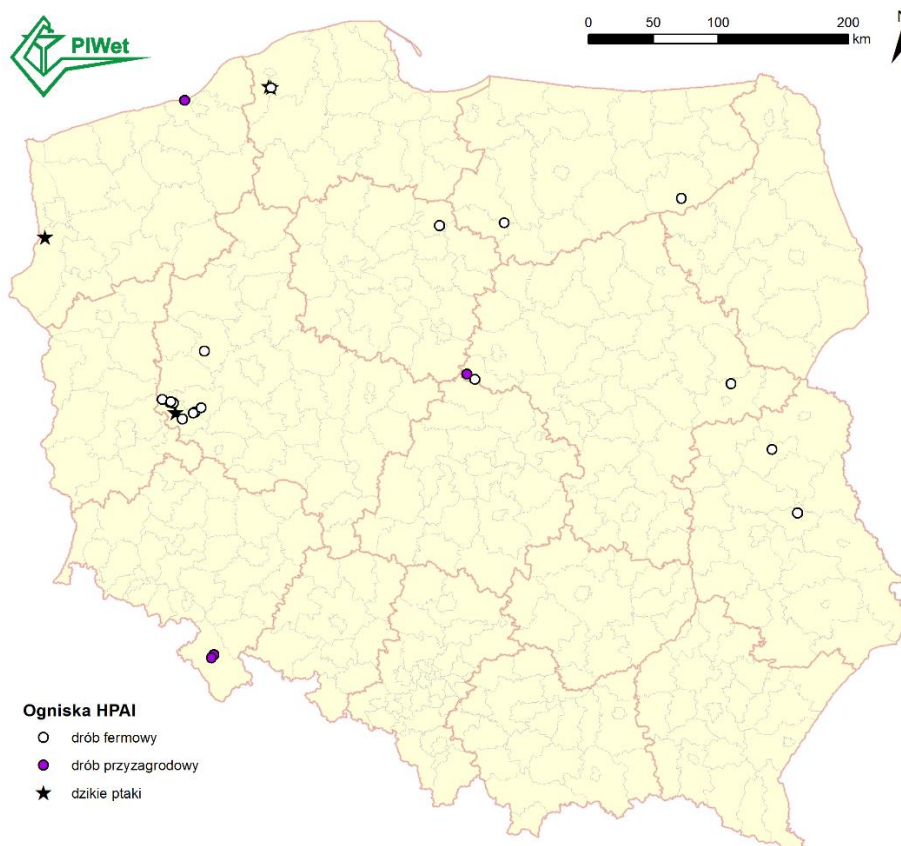 PIWet
0 50 100 200
km
N
Ogniska HPAI
drób fermowy
drób przyzagrodowy
dzikie ptaki